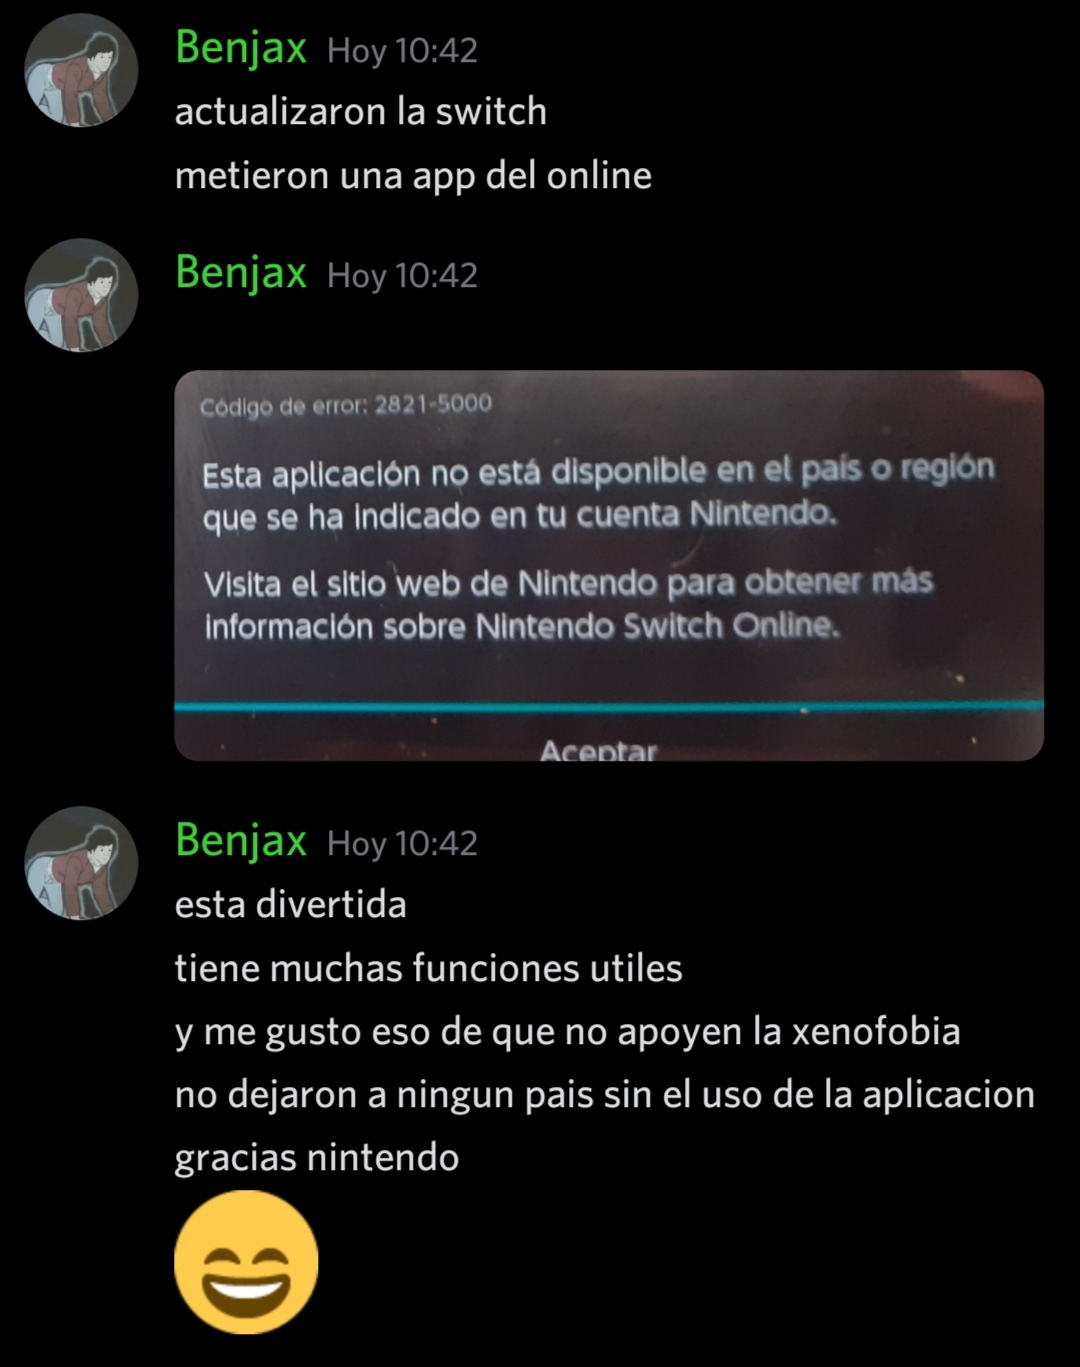 Benjax Hoy 10:42
actualizaron la switch
metieron una app del online
Benjax Hoy 10:42
Código de error: 2821-5000
Esta aplicación no está disponible en el país o región
que se ha indicado en tu cuenta Nintendo.
Visita el sitio web de Nintendo para obtener más
información sobre Nintendo Switch Online.
Aceptar
Benjax Hoy 10:42
esta divertida
tiene muchas funciones utiles
y me gusto eso de que no apoyen la xenofobia
no dejaron a ningun pais sin el uso de la aplicacion
gracias nintendo